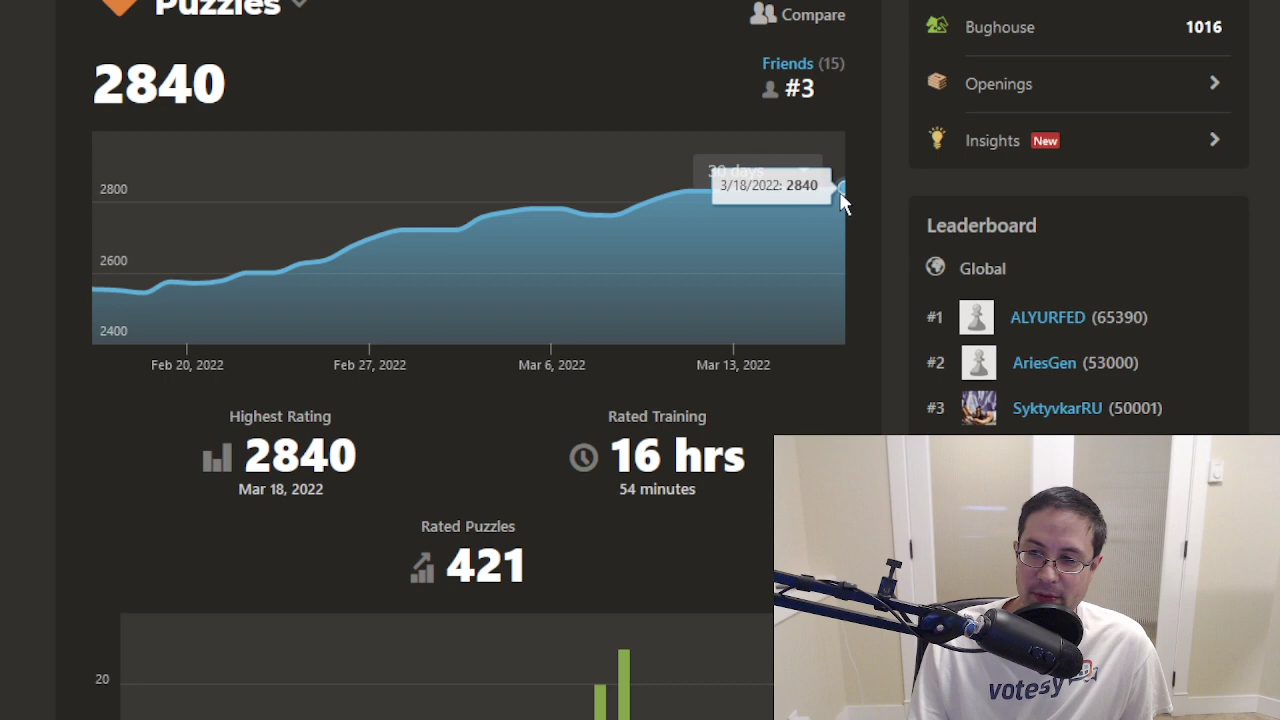 Puzzles
Compare
2840
Friends (15)
#3
30 days
3/18/2022: 2840
2800
2600
2400
Feb 20, 2022
Feb 27, 2022
Mar 6, 2022
Mar 13, 2022
Highest Rating
2840
Mar 18, 2022
Rated Training
16 hrs
54 minutes
Rated Puzzles
421
20
Bughouse 1016
Openings
Insights New
Leaderboard
Global
#1 ALYURFED (65390)
#2 AriesGen (53000)
#3 SyktyvkarRU (50001)
votesy